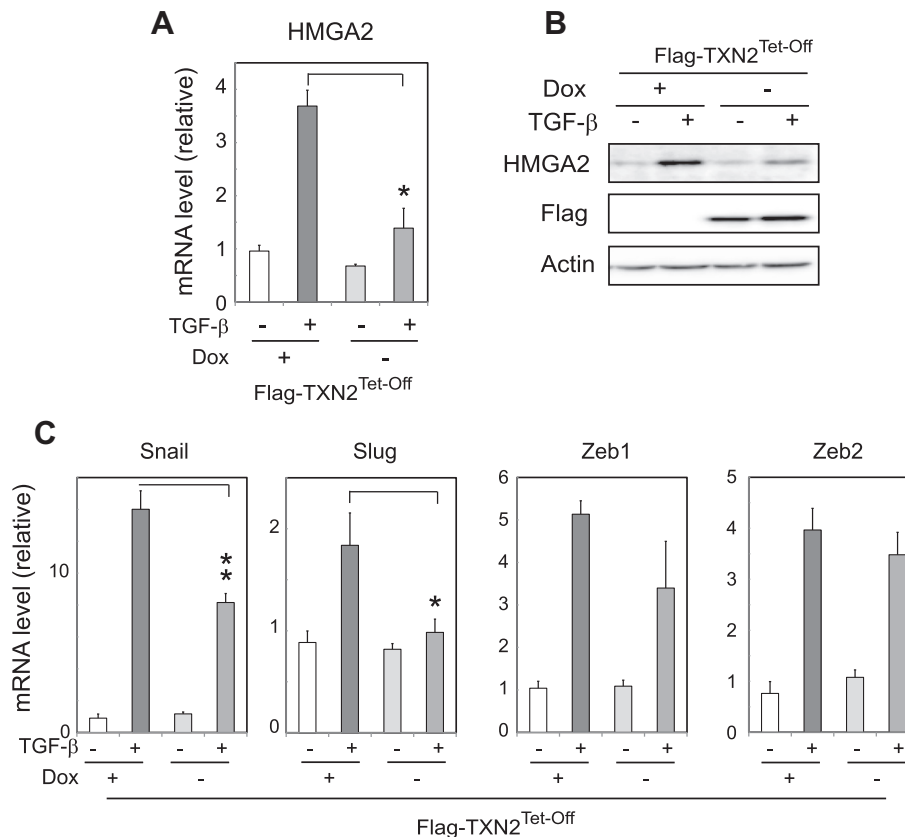 A
HMGA2
mRNA level (relative)
4
3
2
1
0
*
TGF-β - + - +
Dox + -
Flag-TXN2Tet-Off
B
Flag-TXN2Tet-Off
Dox + -
TGF-β - + - +
HMGA2
Flag
Actin
C
Snail
mRNA level (relative)
10
0
**
Slug
2
1
0
*
Zeb1
6
5
4
3
2
1
0
Zeb2
5
4
3
2
1
0
TGF-β - + - + - + - + - + - + - + - +
Dox + - + - + - + -
Flag-TXN2Tet-Off